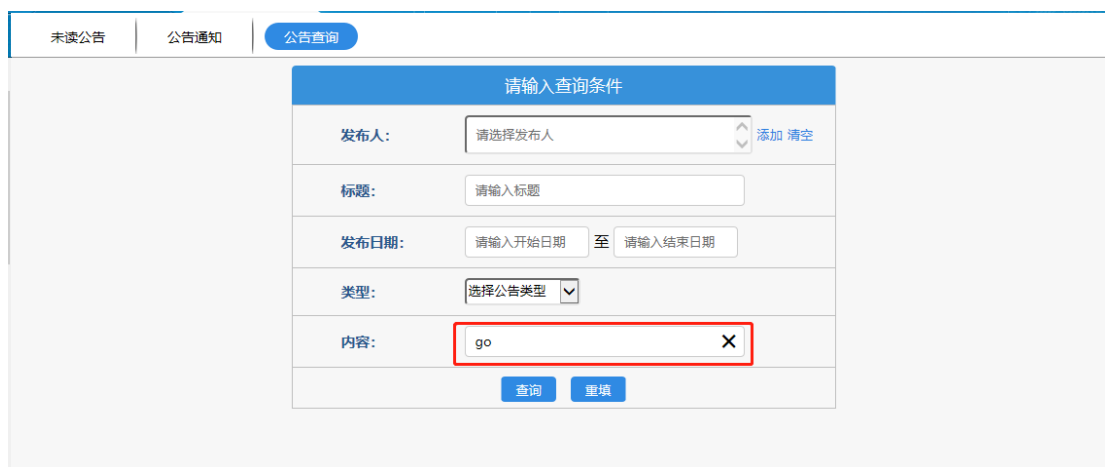 未读公告 公告通知 公告查询
请输入查询条件
发布人: 请选择发布人 添加 清空
标题: 请输入标题
发布日期: 请输入开始日期 至 请输入结束日期
类型: 选择公告类型
内容: go
查询 重填